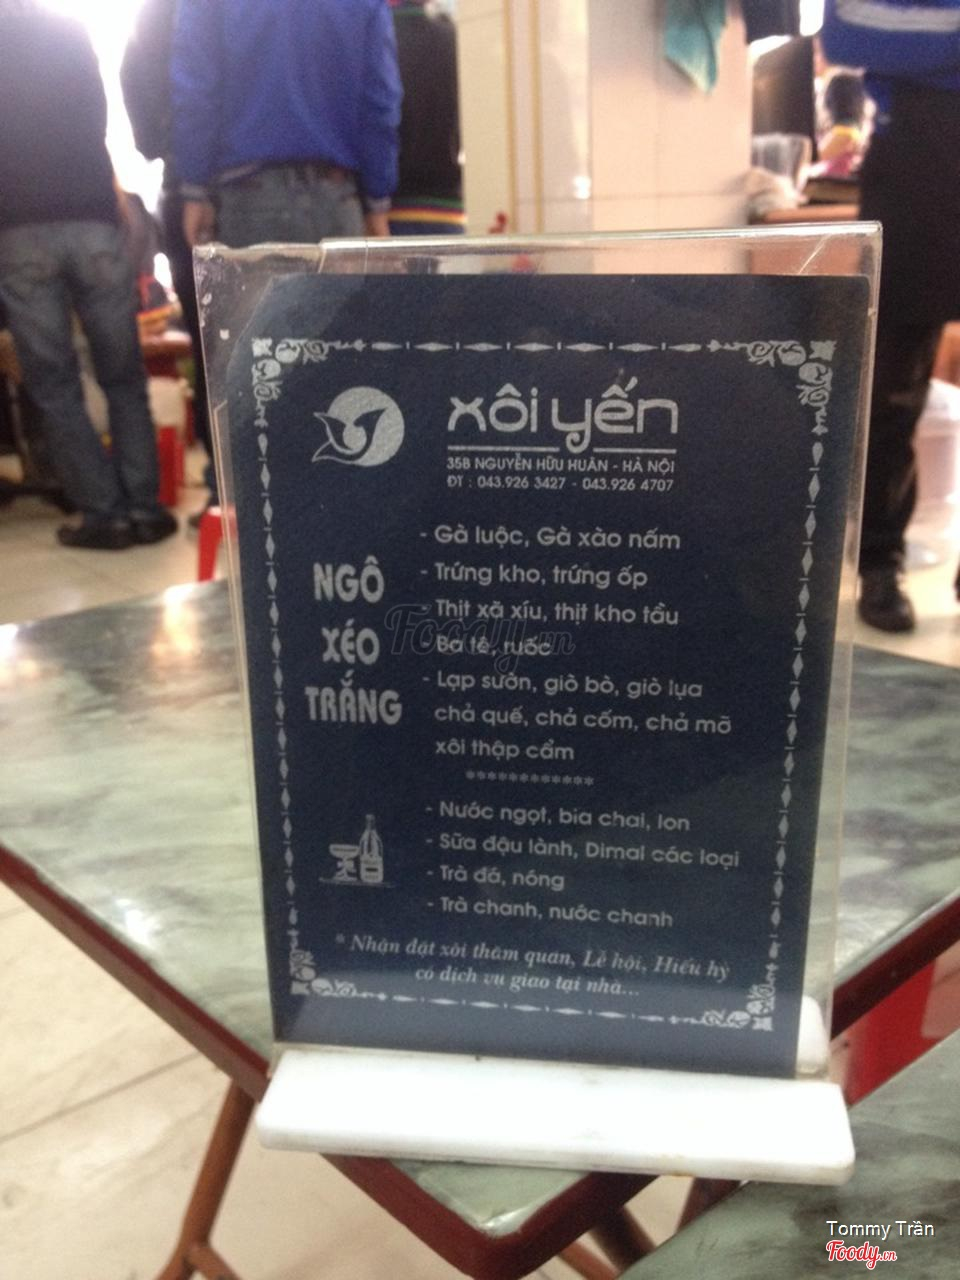 xôi yến
35B NGUYỄN HỮU HUÂN - HÀ NỘI
ĐT : 043.926 3427 - 043.926 4707
NGÔ
XÉO
TRẮNG
- Gà luộc, Gà xào nấm
- Trứng kho, trứng ốp
- Thịt xá xíu, thịt kho tầu
- Ba tê, ruốc
- Lạp sườn, giò bò, giò lụa
chả quế, chả cốm, chả mỡ
xôi thập cẩm
************
- Nước ngọt, bia chai, lon
- Sữa đậu lành, Dimal các loại
- Trà đá, nóng
- Trà chanh, nước chanh
* Nhận đặt xôi thăm quan, Lễ hội, Hiếu hỷ
có dịch vụ giao tại nhà...
Foody.vn
Tommy Trần
Foody.vn